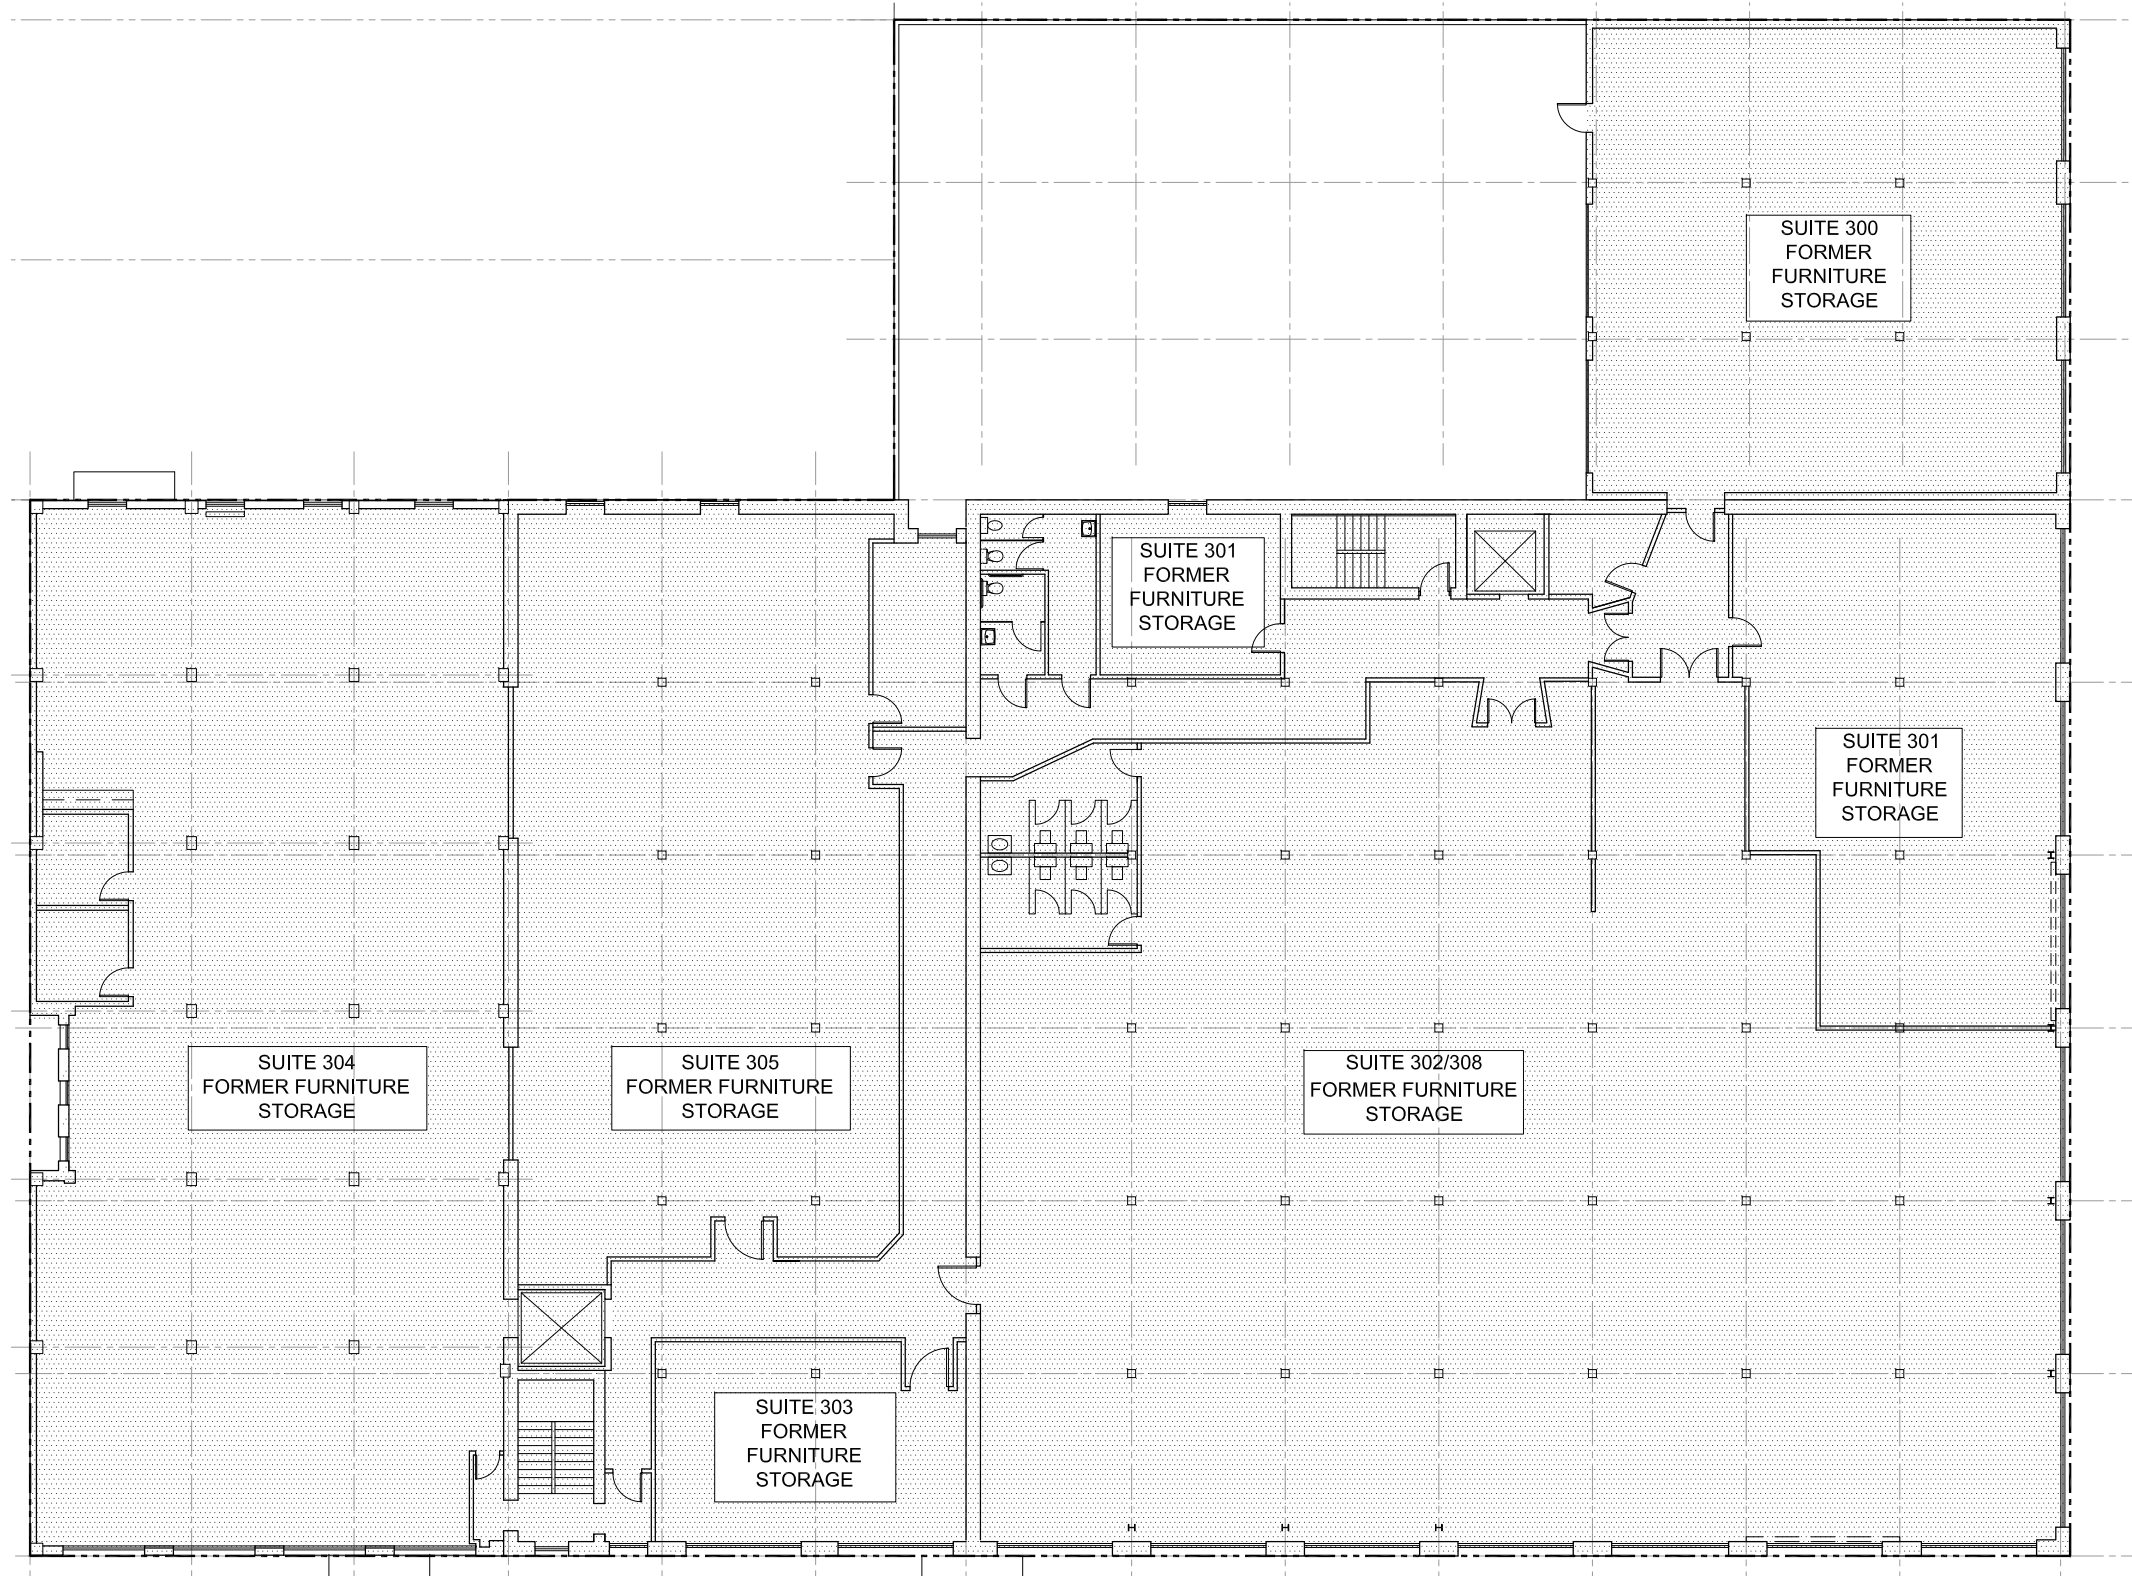 SUITE 300
FORMER
FURNITURE
STORAGE
SUITE 301
FORMER
FURNITURE
STORAGE
SUITE 301
FORMER
FURNITURE
STORAGE
SUITE 304
FORMER FURNITURE
STORAGE
SUITE 305
FORMER FURNITURE
STORAGE
SUITE 302/308
FORMER FURNITURE
STORAGE
SUITE 303
FORMER
FURNITURE
STORAGE